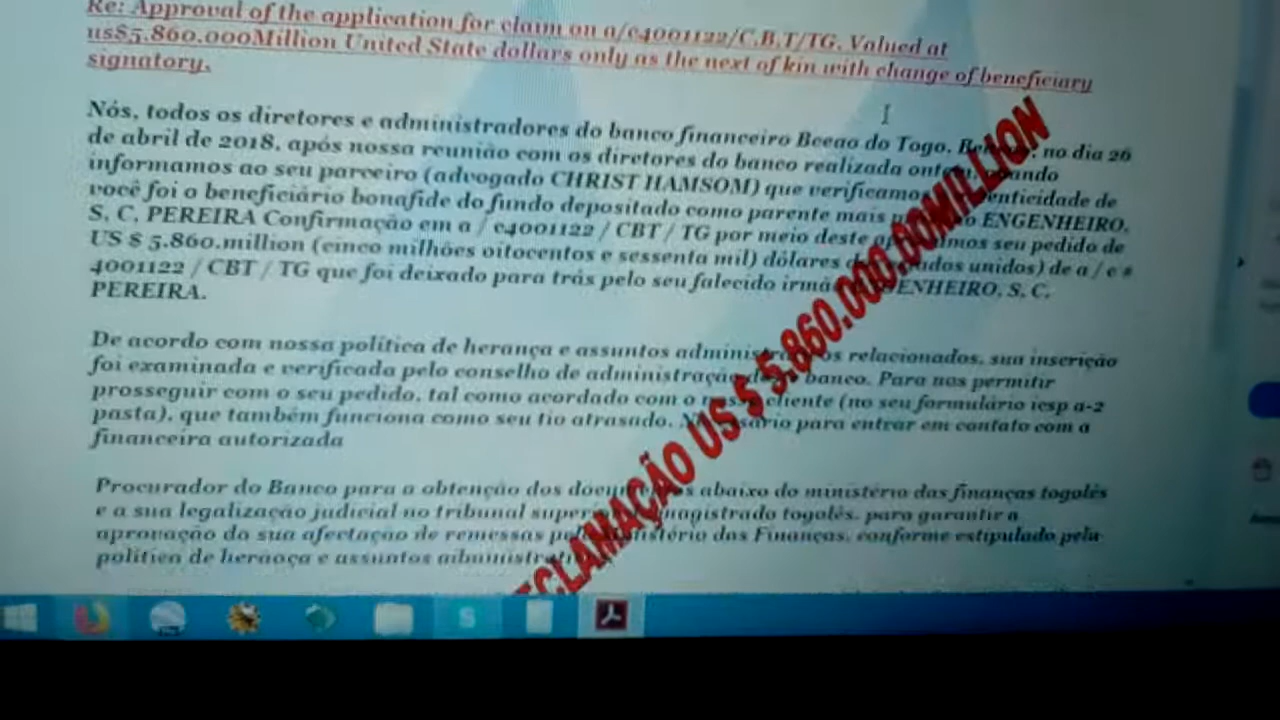 Re: Approval of the application for claim on a/c4001122/C.B.T/TG. Valued at
us$5.860.000Million United State dollars only as the next of kin with change of beneficiary
signatory.
Nós, todos os diretores e administradores do banco financeiro Beeao do Togo. no dia 26
de abril de 2018, após nossa reunião com os diretores do banco realizada
informamos ao seu parceiro (advogado CHRIST HAMSOM) que verificamos de
você foi o beneficiário bonafide do fundo depositado como parente mais ENGENHEIRO,
S. C. PEREIRA Confirmação em a / c4001122 / CBT / TG por meio deste seu pedido de
US $ 5.860.million (cinco milhões oitocentos e sessenta mil) dólares unidos) de a / c
4001122 / CBT / TG que foi deixado para trás pelo seu falecido S. C.
PEREIRA.
De acordo com nossa política de herança e assuntos relacionados, sua inscrição
foi examinada e verificada pelo conselho de administração banco. Para nos permitir
prosseguir com o seu pedido, tal como acordado com o cliente (no seu formulário iesp a-2
pasta), que também funciona como seu tio atrasado. para entrar em contato com a
financeira autorizada
Procurador do Banco para a obtenção dos abaixo do ministério das finanças togolês
e a sua legalização judicial no tribunal magistrado togolês, para garantir a
aprovação da sua afectação de remessas das Finanças, conforme estipulado pela
política de heraoça e assuntos
CLAMAÇÃO US $ 5.860.000.00MILLION